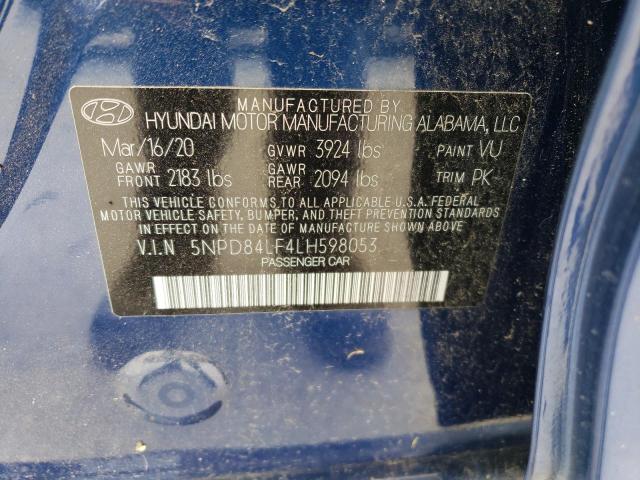 MANUFACTURED BY
HYUNDAI MOTOR MANUFACTURING ALABAMA, LLC
Mar/16/20 GVWR 3924 lbs PAINT VU
GAWR FRONT 2183 lbs GAWR REAR 2094 lbs TRIM PK
THIS VEHICLE CONFORMS TO ALL APPLICABLE U.S.A. FEDERAL
MOTOR VEHICLE SAFETY, BUMPER, AND THEFT PREVENTION STANDARDS
IN EFFECT ON THE DATE OF MANUFACTURE SHOWN ABOVE.
V.I.N 5NPD84LF4LH598053
PASSENGER CAR